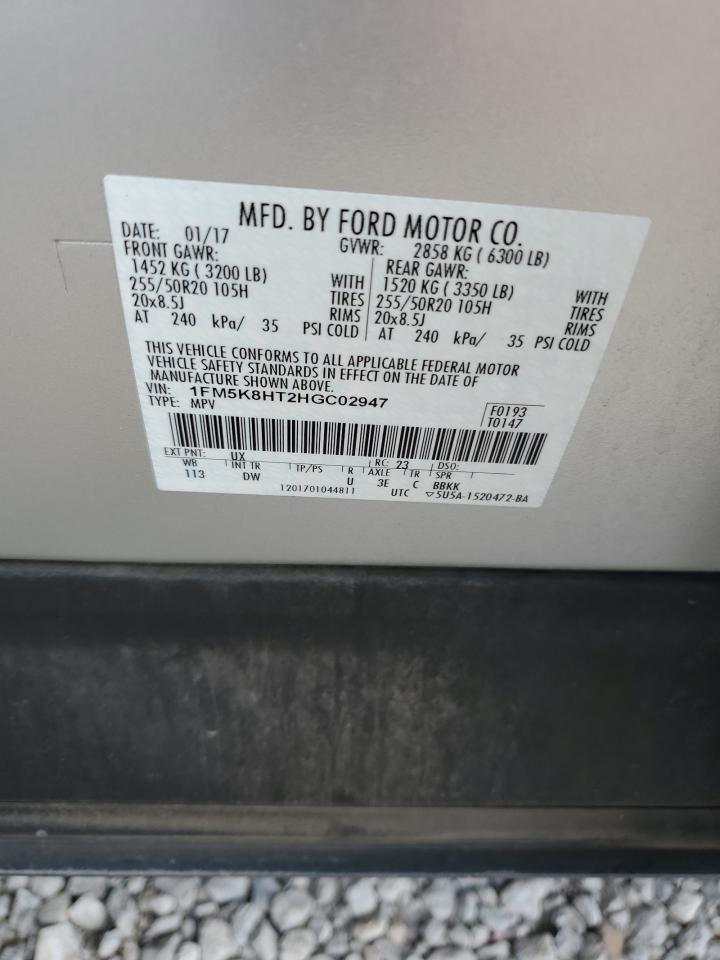 MFD. BY FORD MOTOR CO.
DATE: 01/17 GVWR: 2858 KG ( 6300 LB)
FRONT GAWR: REAR GAWR:
1452 KG ( 3200 LB) WITH 1520 KG ( 3350 LB) WITH
255/50R20 105H TIRES 255/50R20 105H TIRES
20x8.5J RIMS 20x8.5J RIMS
AT 240 kPa/ 35 PSI COLD AT 240 kPa/ 35 PSI COLD
THIS VEHICLE CONFORMS TO ALL APPLICABLE FEDERAL MOTOR
VEHICLE SAFETY STANDARDS IN EFFECT ON THE DATE OF
MANUFACTURE SHOWN ABOVE.
VIN: 1FM5K8HT2HGC02947 F0193
TYPE: MPV T0147
EXT PNT: UX RC: 23 DSO:
WB INT TR TP/PS R AXLE TR SPR
113 DW U 3E C BBKK
1201701044811 UTC ▽5U5A-1520472-BA